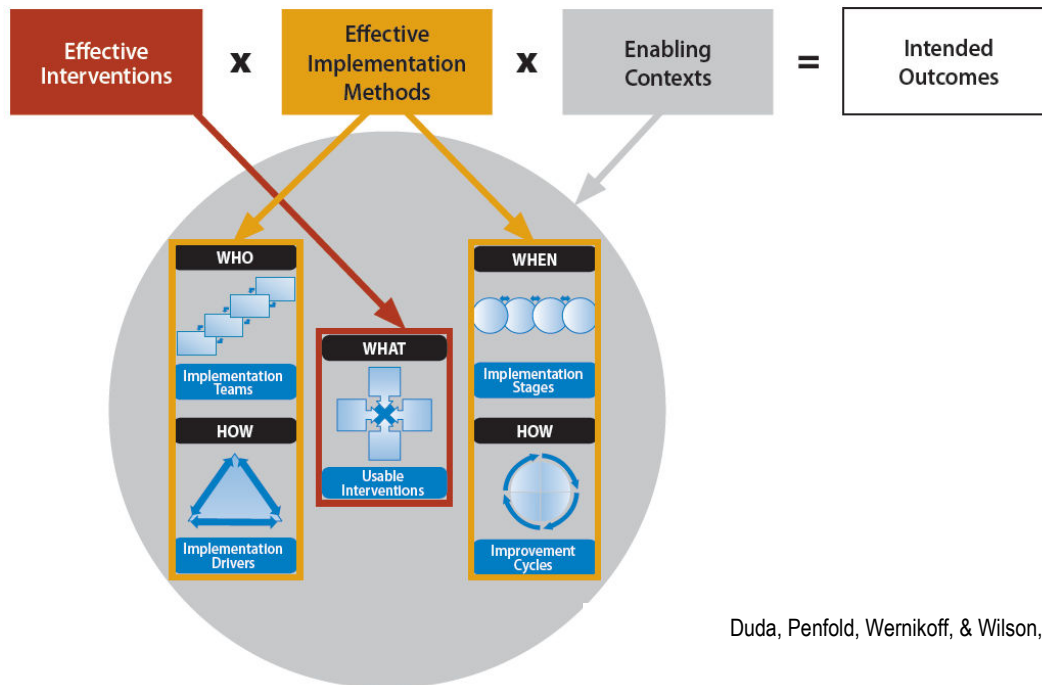 Effective
Interventions
x
Effective
Implementation
Methods
x
Enabling
Contexts
=
Intended
Outcomes
WHO
Implementation
Teams
HOW
Implementation
Drivers
WHAT
Usable
Interventions
WHEN
Implementation
Stages
HOW
Improvement
Cycles
Duda, Penfold, Wernikoff, & Wilson,